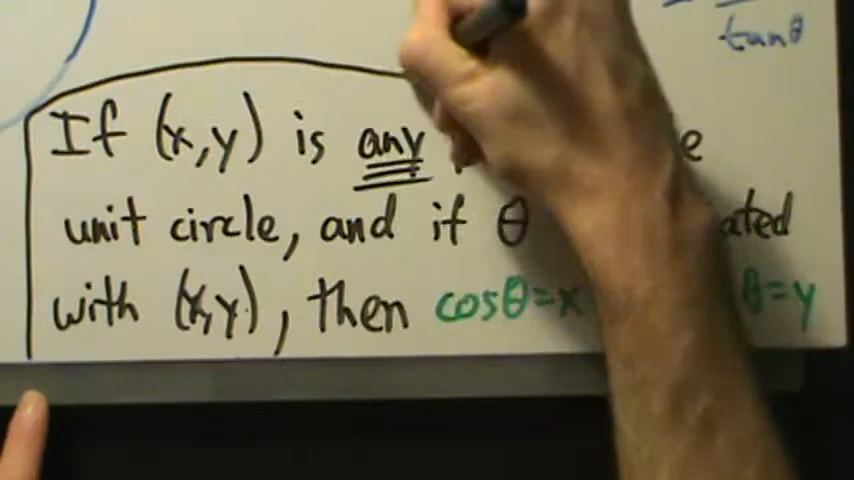 tanθ
If (x,y) is any
unit circle, and if θ
with (x,y), then cosθ=x θ=y